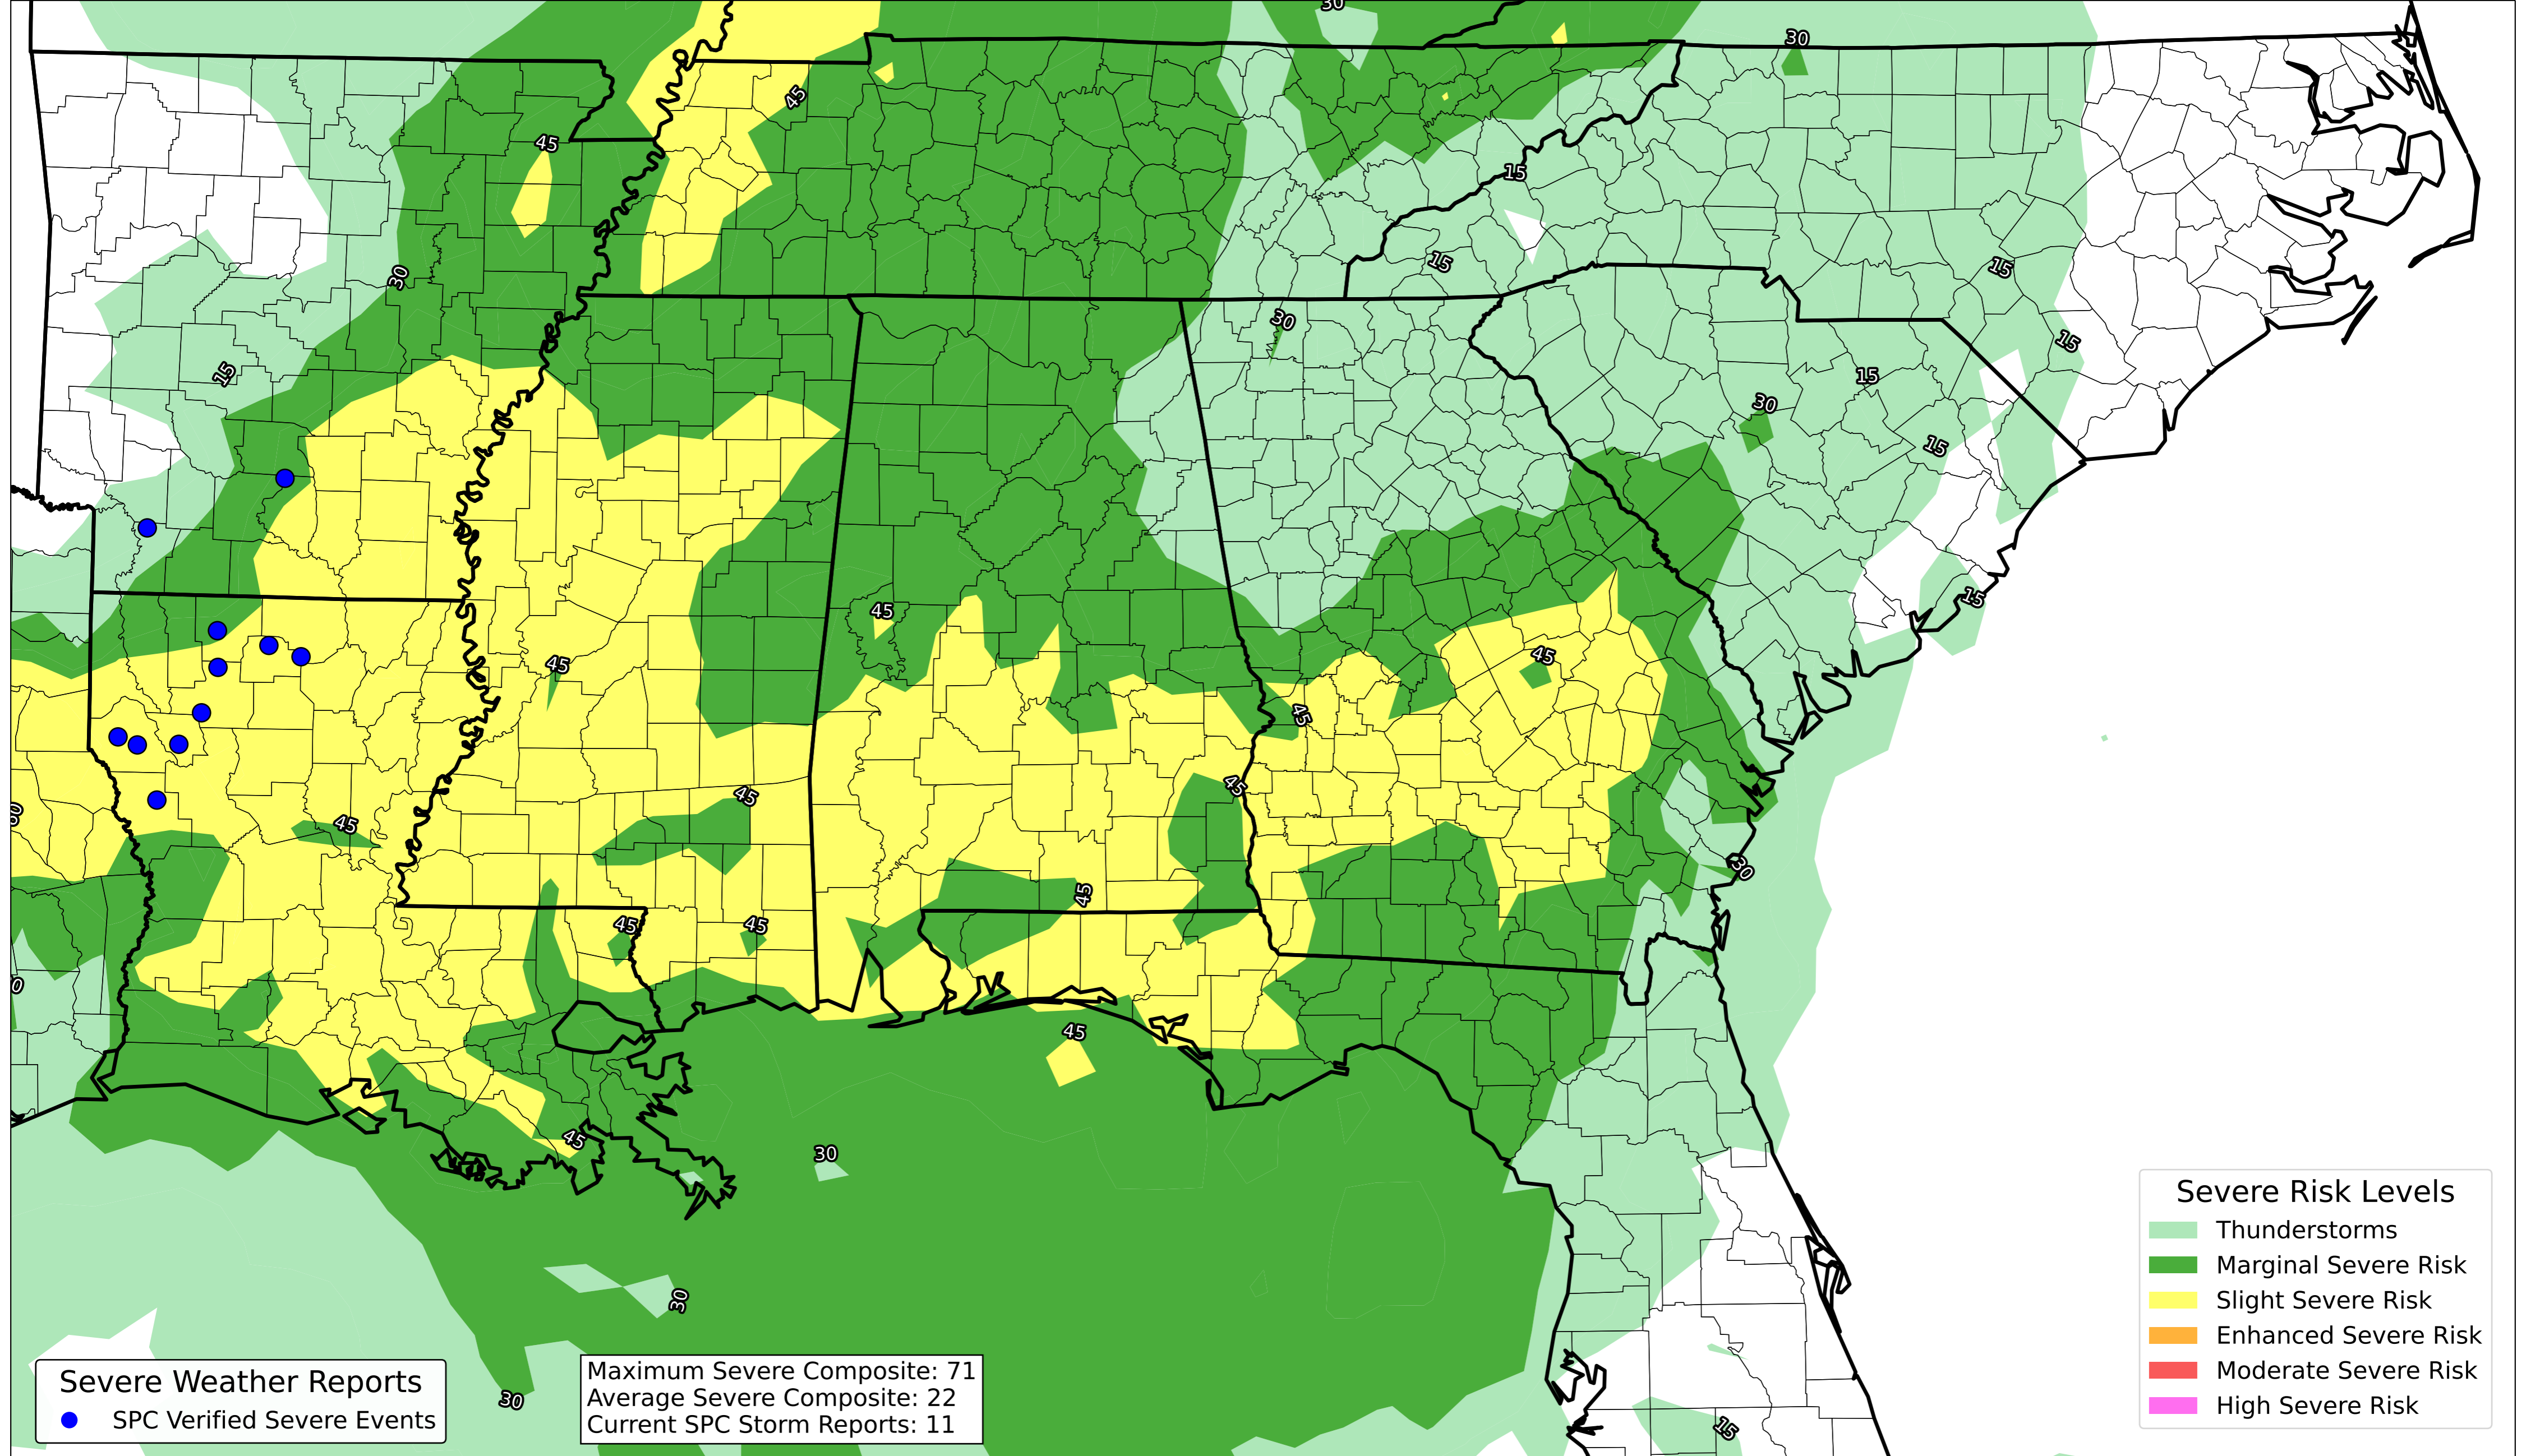 30
30
45
45
15
30
15
15
30
15
15
15
30
15
45
15
45
45
45
45
45
45
45
45
45
30
45
45
30
30
30
15
Severe Weather Reports
SPC Verified Severe Events
Maximum Severe Composite: 71
Average Severe Composite: 22
Current SPC Storm Reports: 11
Severe Risk Levels
Thunderstorms
Marginal Severe Risk
Slight Severe Risk
Enhanced Severe Risk
Moderate Severe Risk
High Severe Risk